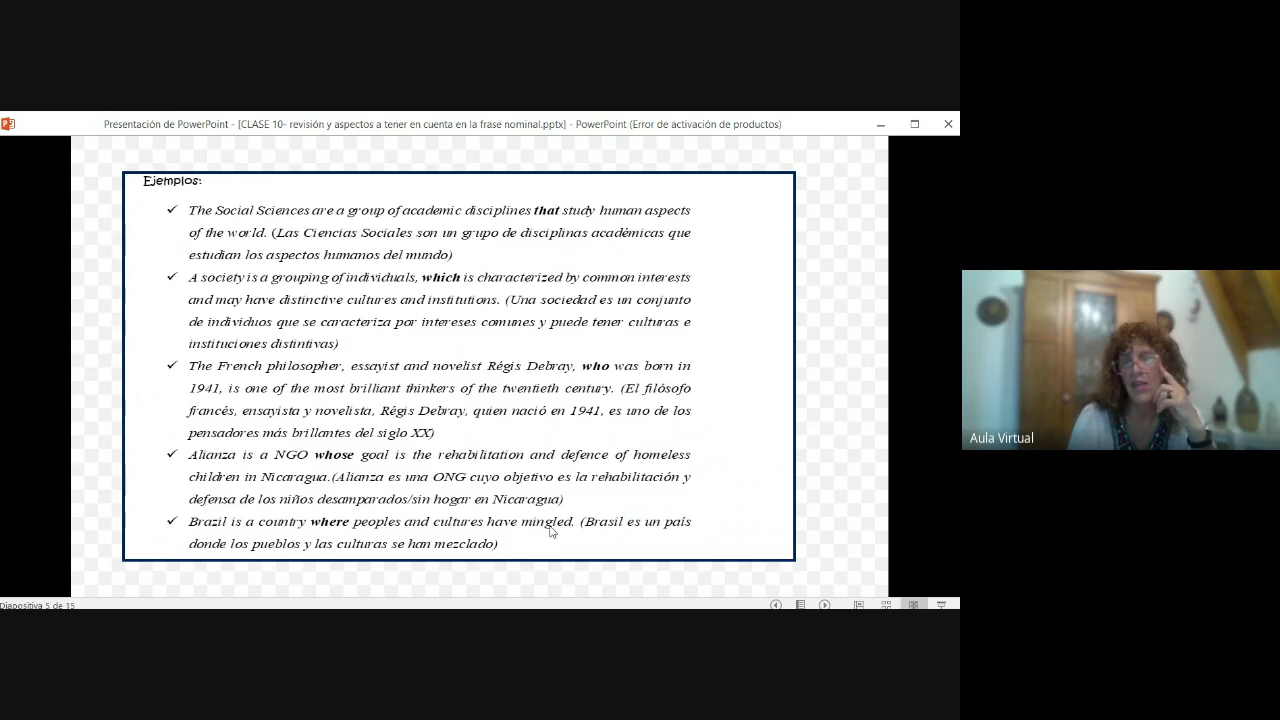 Presentación de PowerPoint - [CLASE 10- revisión y aspectos a tener en cuenta en la frase nominal.pptx] - PowerPoint (Error de activación de productos)
Ejemplos:
✓ The Social Sciences are a group of academic disciplines that study human aspects
of the world. (Las Ciencias Sociales son un grupo de disciplinas académicas que
estudian los aspectos humanos del mundo)
✓ A society is a grouping of individuals, which is characterized by common interests
and may have distinctive cultures and institutions. (Una sociedad es un conjunto
de individuos que se caracteriza por intereses comunes y puede tener culturas e
instituciones distintivas)
✓ The French philosopher, essayist and novelist Régis Debray, who was born in
1941, is one of the most brilliant thinkers of the twentieth century. (El filósofo
francés, ensayista y novelista, Régis Debray, quien nació en 1941, es uno de los
pensadores más brillantes del siglo XX)
✓ Alianza is a NGO whose goal is the rehabilitation and defence of homeless
children in Nicaragua.(Alianza es una ONG cuyo objetivo es la rehabilitación y
defensa de los niños desamparados/sin hogar en Nicaragua)
✓ Brazil is a country where peoples and cultures have mingled. (Brasil es un país
donde los pueblos y las culturas se han mezclado)
Diapositiva 5 de 15
Aula Virtual